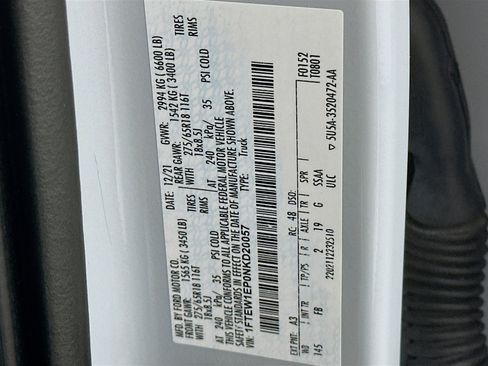 MFD. BY FORD MOTOR CO.
DATE: 12/21 GVWR: 2994 KG ( 6600 LB)
FRONT GAWR: 1565 KG ( 3450 LB) REAR GAWR: 1542 KG ( 3400 LB)
WITH 275/65R18 116T TIRES
18x8.5J RIMS
AT 240 kPa/ 35 PSI COLD
WITH 275/65R18 116T TIRES
18x8.5J RIMS
AT 240 kPa/ 35 PSI COLD
THIS VEHICLE CONFORMS TO ALL APPLICABLE FEDERAL MOTOR VEHICLE
SAFETY STANDARDS IN EFFECT ON THE DATE OF MANUFACTURE SHOWN ABOVE.
VIN: 1FTEW1EP0NKD26057
TYPE: Truck
F0152
T0801
EXT PNT: A3 RC: 48 DSO:
WB TP/PS R AXLE TR SPR
145 FB 2 19 G SSAA
2202111232510 ULC
5U5A-3520472-AA